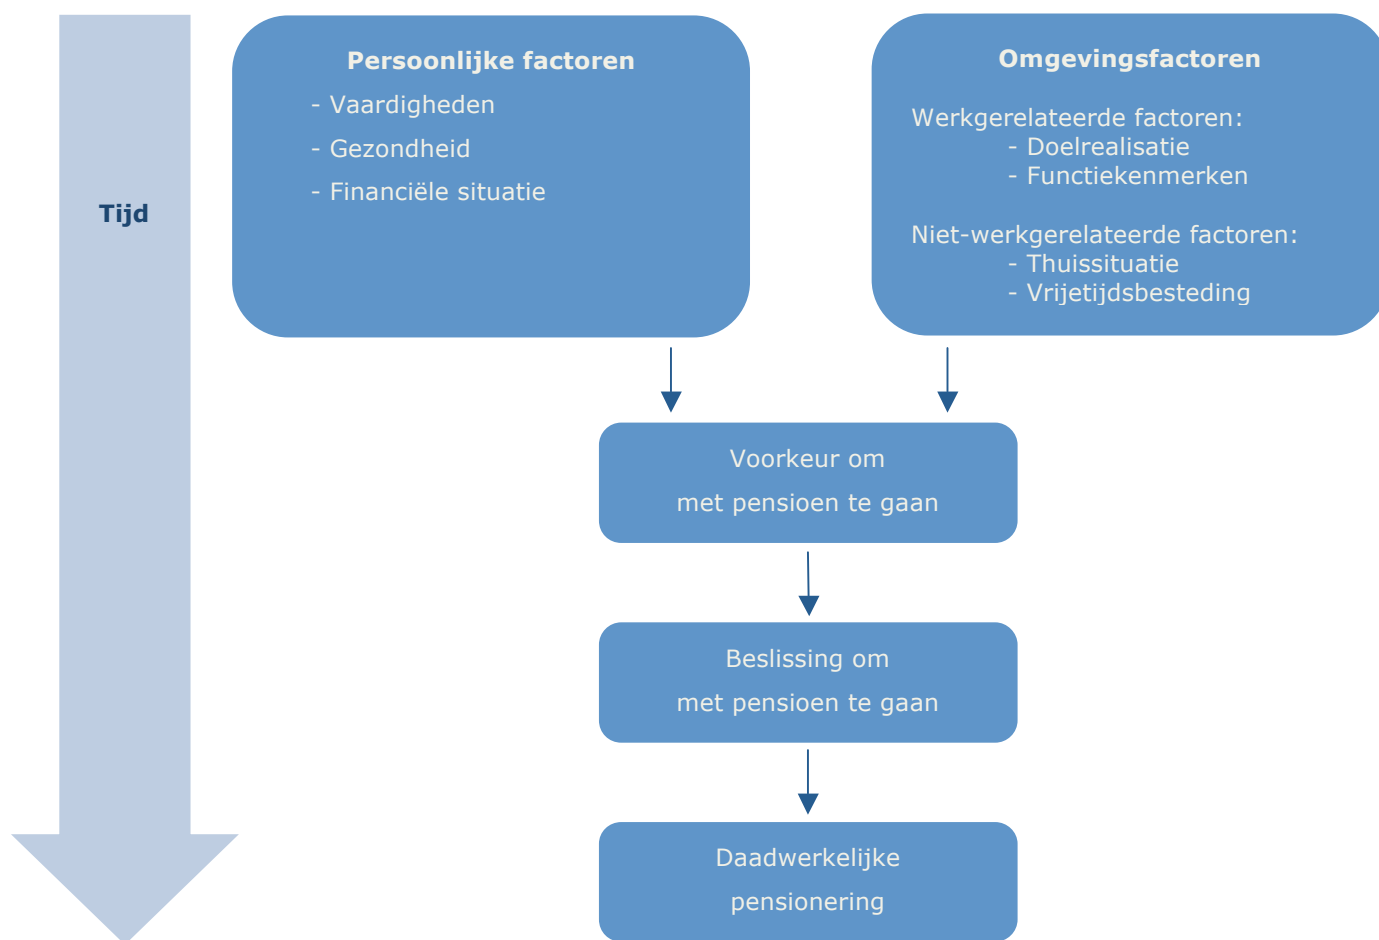 Tijd
Persoonlijke factoren
- Vaardigheden
- Gezondheid
- Financiële situatie
Omgevingsfactoren
Werkgerelateerde factoren:
- Doelrealisatie
- Functiekenmerken
Niet-werkgerelateerde factoren:
- Thuissituatie
- Vrijetijdsbesteding
Voorkeur om
met pensioen te gaan
Beslissing om
met pensioen te gaan
Daadwerkelijke
pensionering